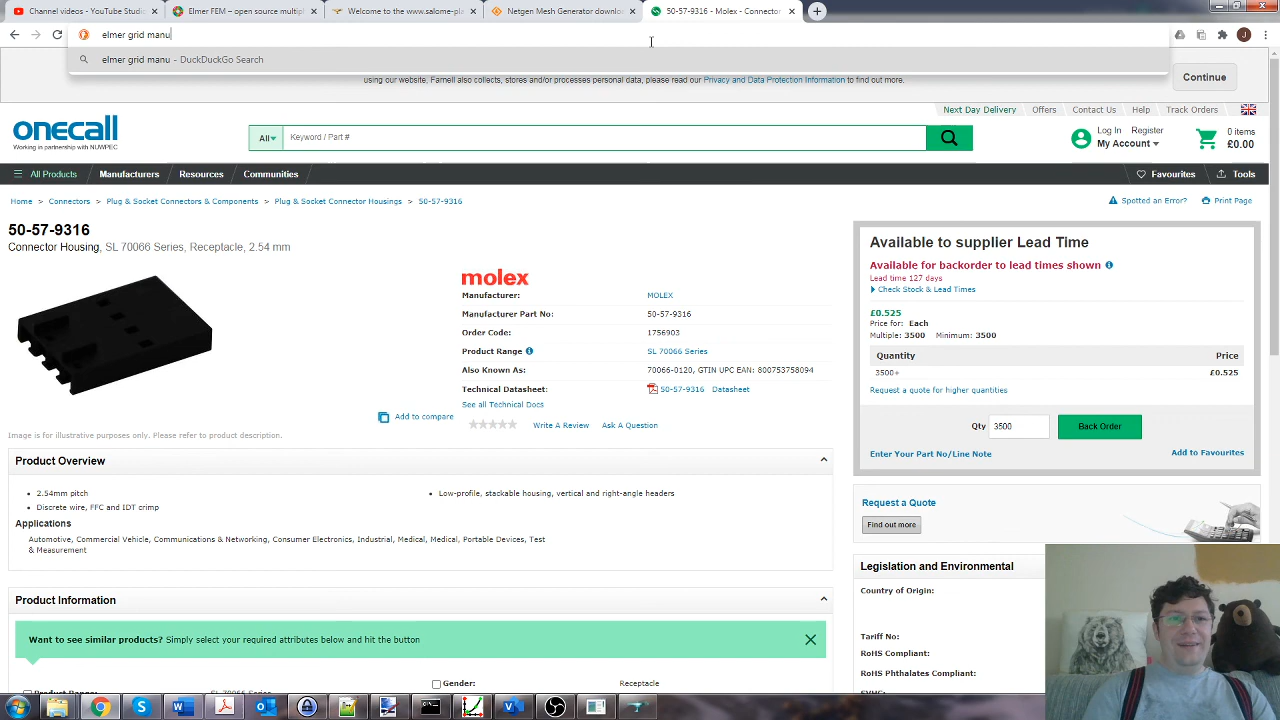 Channel videos - YouTube Studio
Elmer FEM – open source multip
Welcome to the www.salome-pl
Netgen Mesh Generator downlo
50-57-9316 - Molex - Connector
elmer grid manu
elmer grid manu - DuckDuckGo Search
using our website, Farnell also collects, stores and/or processes personal data, please read our Privacy and Data Protection Information to find out more.
Continue
Next Day Delivery Offers Contact Us Help Track Orders
onecall
Working in partnership with NUWPEC
All
Keyword / Part #
Log In Register
My Account
0 items
£0.00
All Products Manufacturers Resources Communities
Favourites Tools
Home > Connectors > Plug & Socket Connectors & Components > Plug & Socket Connector Housings > 50-57-9316
Spotted an Error? Print Page
50-57-9316
Connector Housing, SL 70066 Series, Receptacle, 2.54 mm
molex
Manufacturer: MOLEX
Manufacturer Part No: 50-57-9316
Order Code: 1756903
Product Range SL 70066 Series
Also Known As: 70066-0120, GTIN UPC EAN: 800753758094
Technical Datasheet: 50-57-9316 Datasheet
See all Technical Docs
Add to compare
Write A Review Ask A Question
Image is for illustrative purposes only. Please refer to product description.
Available to supplier Lead Time
Available for backorder to lead times shown
Lead time 127 days
Check Stock & Lead Times
£0.525
Price for: Each
Multiple: 3500 Minimum: 3500
Quantity Price
3500+ £0.525
Request a quote for higher quantities
Qty 3500 Back Order
Enter Your Part No/Line Note Add to Favourites
Product Overview
2.54mm pitch
Discrete wire, FFC and IDT crimp
Low-profile, stackable housing, vertical and right-angle headers
Applications
Automotive, Commercial Vehicle, Communications & Networking, Consumer Electronics, Industrial, Medical, Medical, Portable Devices, Test
& Measurement
Request a Quote
Find out more
Product Information
Want to see similar products? Simply select your required attributes below and hit the button
Product Range: SL 70066 Series
Gender: Receptacle
Legislation and Environmental
Country of Origin:
Tariff No:
RoHS Compliant:
RoHS Phthalates Compliant:
SVHC: